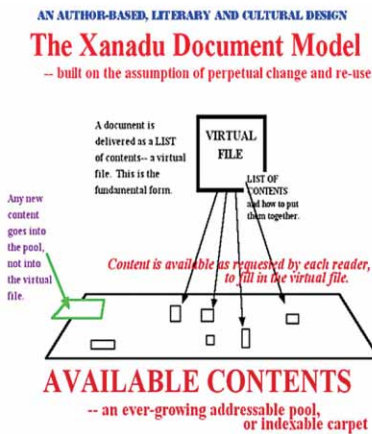 AN AUTHOR-BASED, LITERARY AND CULTURAL DESIGN
The Xanadu Document Model
-- built on the assumption of perpetual change and re-use
A document is
delivered as a LIST
of contents-- a virtual
file. This is the
fundamental form.
VIRTUAL
FILE
LIST OF
CONTENTS
and how to put
them together.
Any new
content
goes into
the pool,
not into
the virtual
file.
Content is available as requested by each reader,
to fill in the virtual file.
AVAILABLE CONTENTS
-- an ever-growing addressable pool,
or indexable carpet